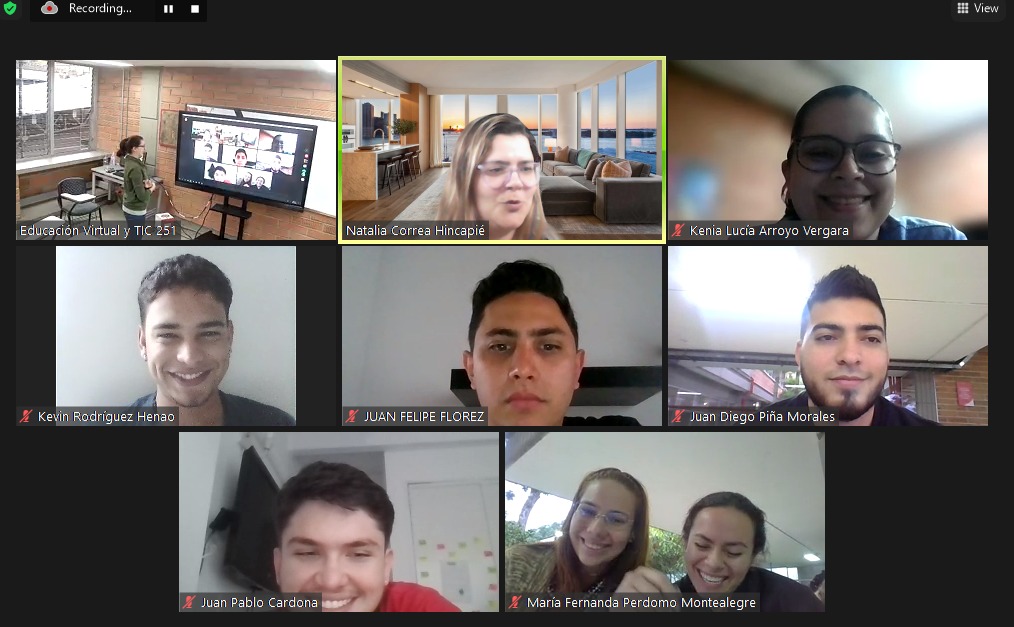 Recording...
View
Educación Virtual y TIC 251
Natalia Correa Hincapié
Kenia Lucía Arroyo Vergara
Kevin Rodríguez Henao
JUAN FELIPE FLOREZ
Juan Diego Piña Morales
Juan Pablo Cardona
María Fernanda Perdomo Montealegre